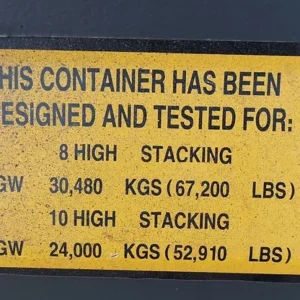 HIS CONTAINER HAS BEEN
ESIGNED AND TESTED FOR:
8 HIGH STACKING
GW 30,480 KGS (67,200 LBS)
10 HIGH STACKING
GW 24,000 KGS (52,910 LBS)